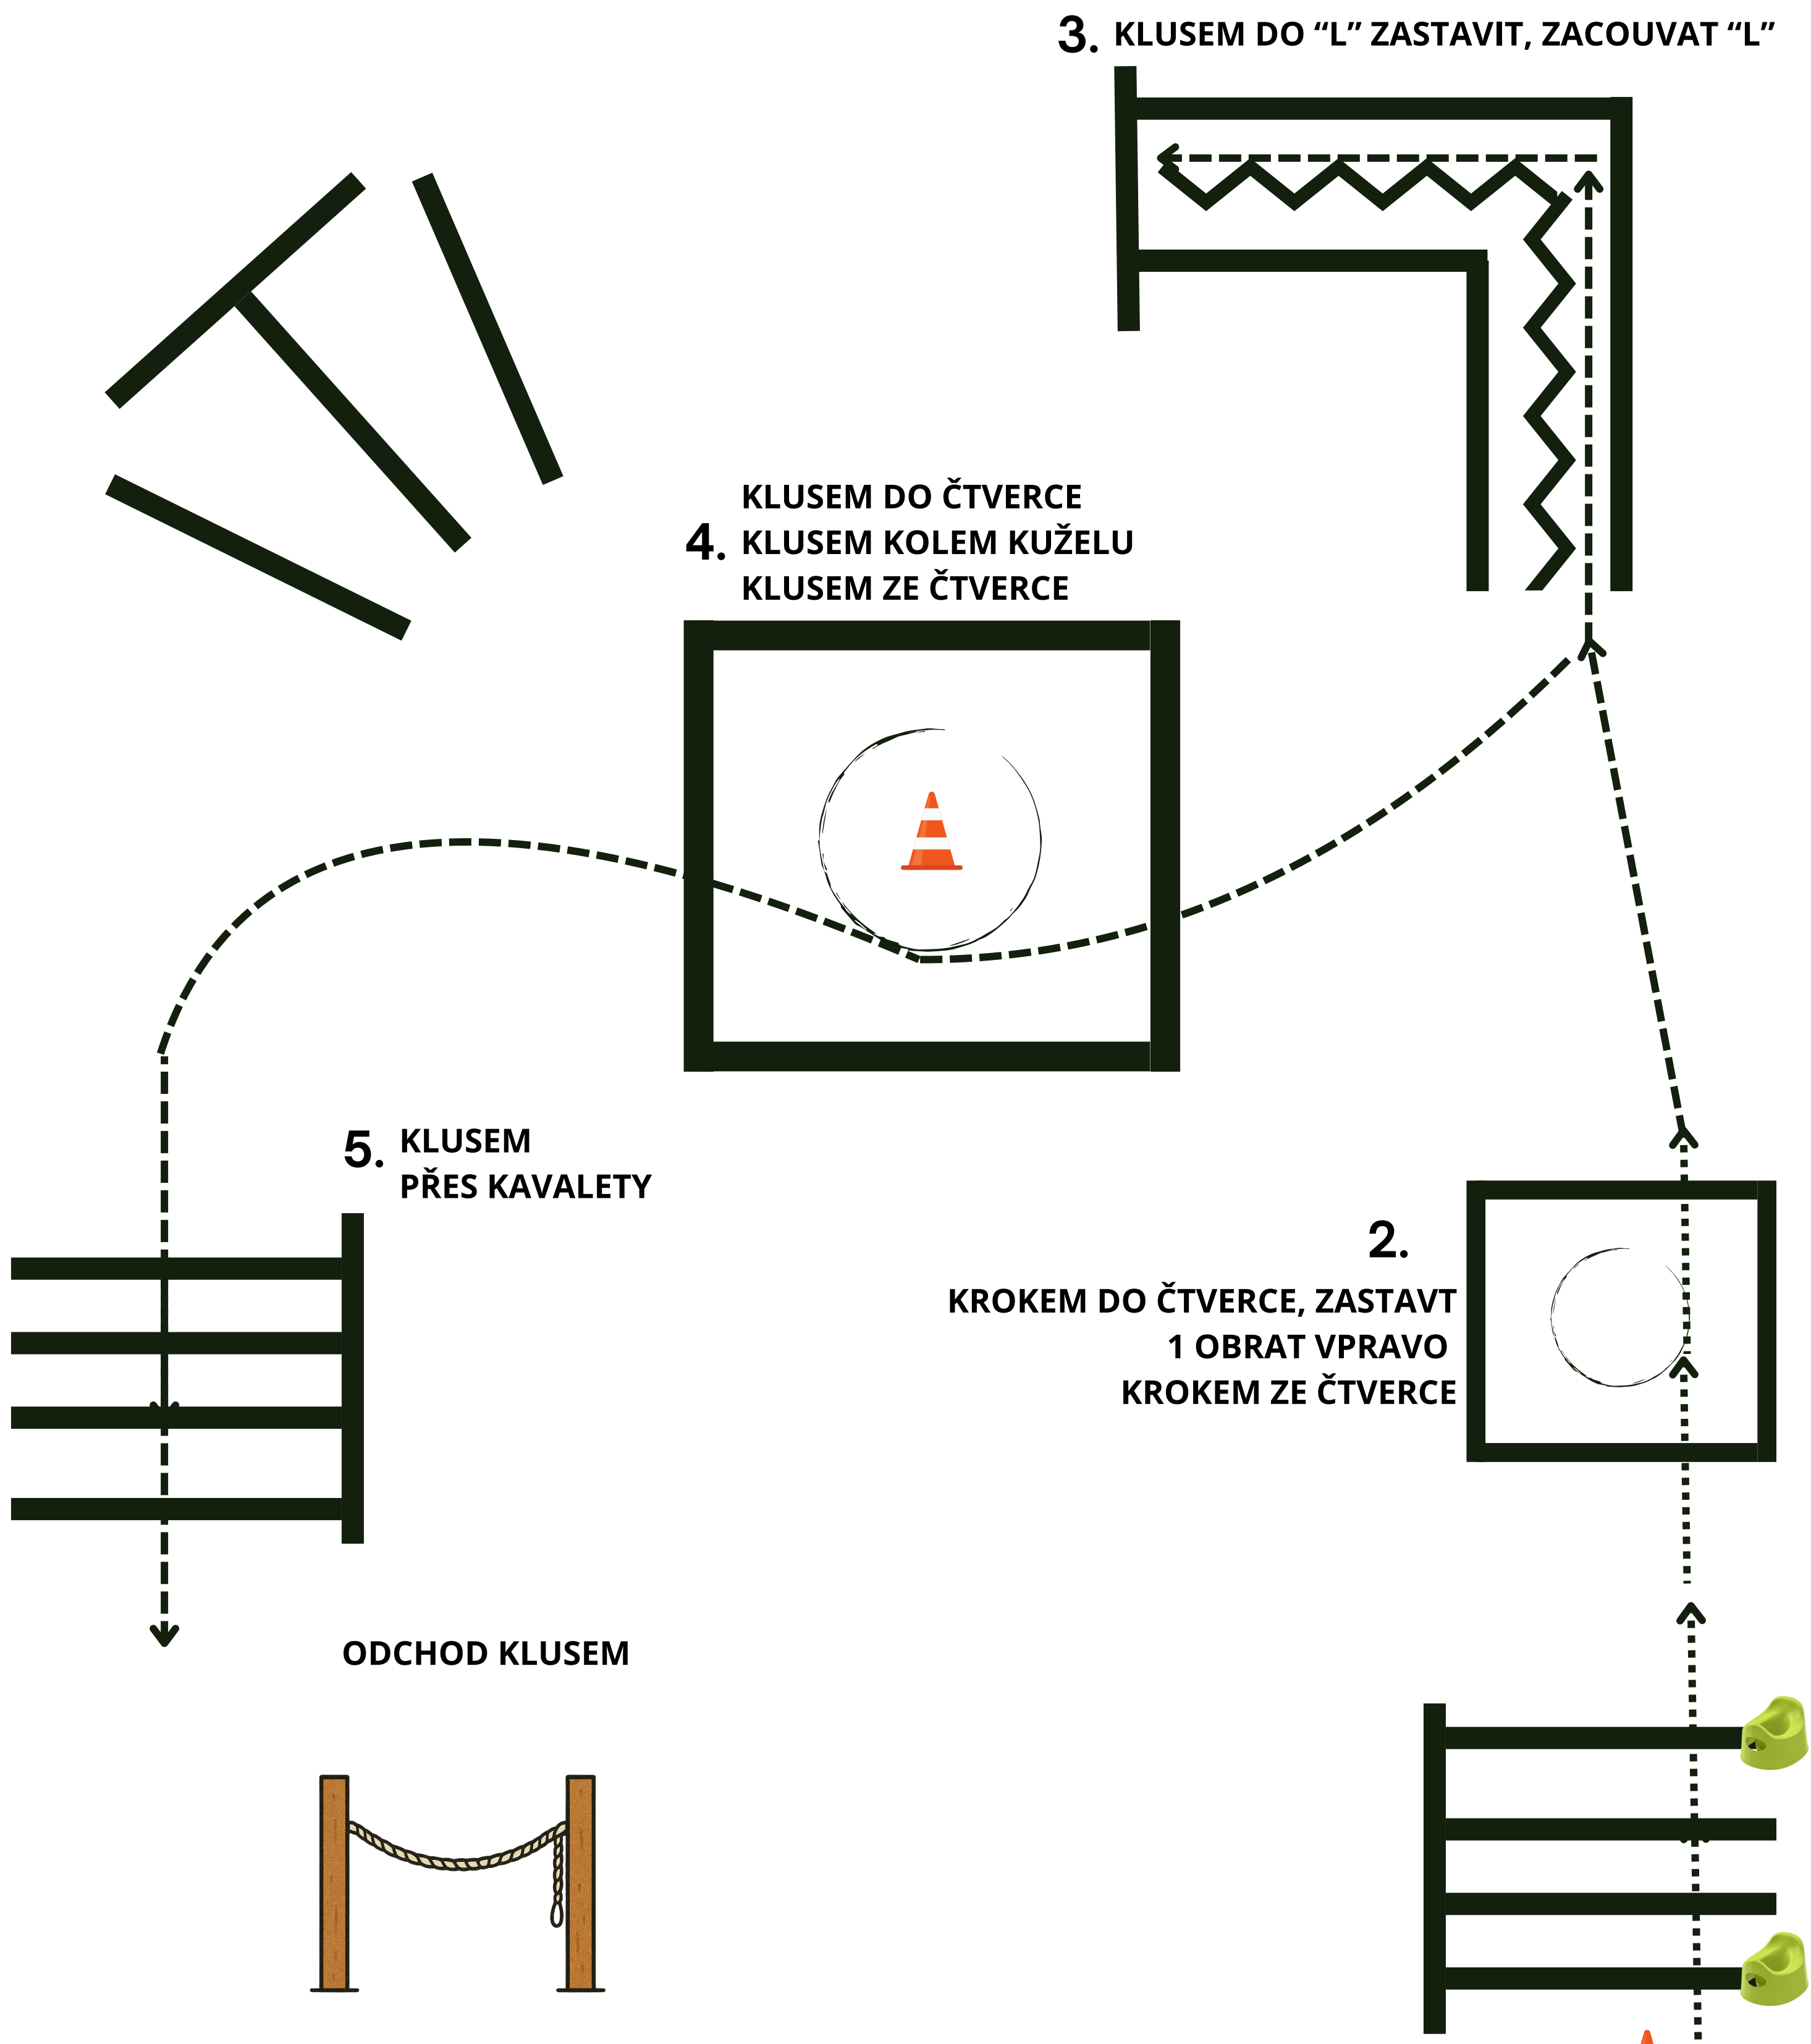 3. KLUSEM DO “L” ZASTAVIT, ZACOUVAT “L”
4.
KLUSEM DO ČTVERCE
KLUSEM KOLEM KUŽELU
KLUSEM ZE ČTVERCE
5.
KLUSEM
PŘES KAVALETY
2.
KROKEM DO ČTVERCE, ZASTAVT
1 OBRAT VPRAVO
KROKEM ZE ČTVERCE
ODCHOD KLUSEM